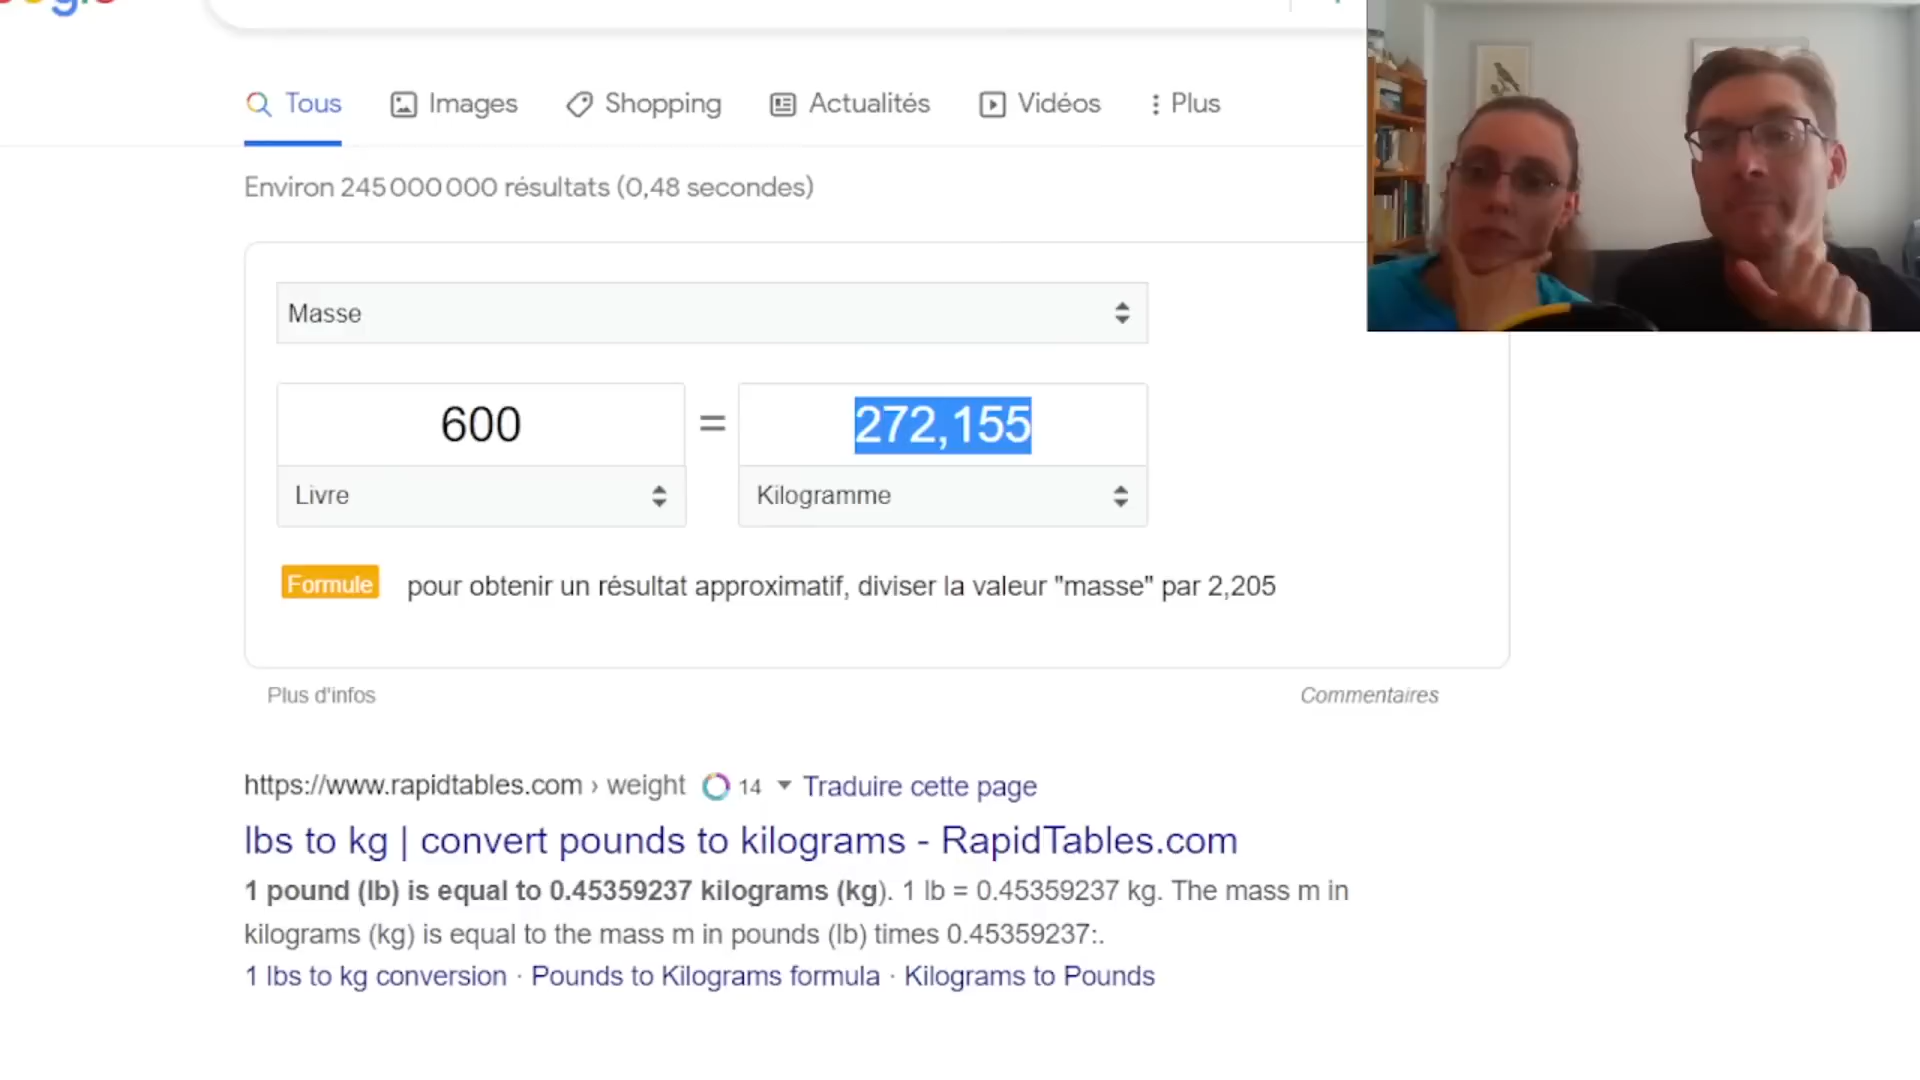 Tous Images Shopping Actualités Vidéos Plus
Environ 245 000 000 résultats (0,48 secondes)
Masse
600 = 272,155
Livre Kilogramme
Formule pour obtenir un résultat approximatif, diviser la valeur "masse" par 2,205
Plus d'infos Commentaires
https://www.rapidtables.com › weight 14 Traduire cette page
lbs to kg | convert pounds to kilograms - RapidTables.com
1 pound (lb) is equal to 0.45359237 kilograms (kg). 1 lb = 0.45359237 kg. The mass m in
kilograms (kg) is equal to the mass m in pounds (lb) times 0.45359237:.
1 lbs to kg conversion · Pounds to Kilograms formula · Kilograms to Pounds